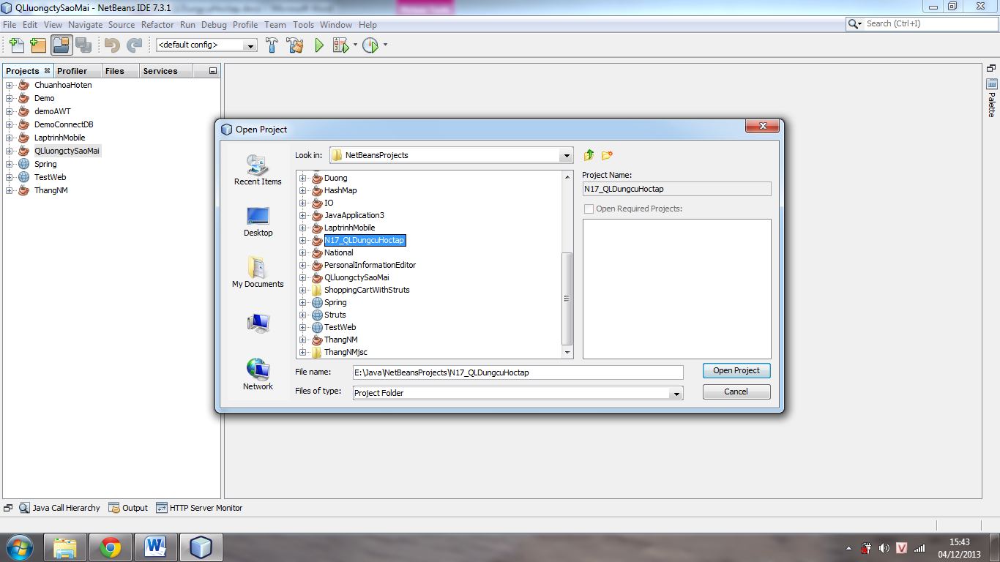 QLluongctySaoMai - NetBeans IDE 7.3.1
File Edit View Navigate Source Refactor Run Debug Profile Team Tools Window Help
Search (Ctrl+I)
<default config>
Projects Profiler Files Services
ChuanhoaHoten
Demo
demoAWT
DemoConnectDB
LaptrinhMobile
QLluongctySaoMai
Spring
TestWeb
ThangNM
Palette
Open Project
Look in: NetBeansProjects
Recent Items
Desktop
My Documents
Network
Duong
HashMap
IO
JavaApplication3
LaptrinhMobile
N17_QLDungcuHoctap
National
PersonalInformationEditor
QLluongctySaoMai
ShoppingCartWithStruts
Spring
Struts
TestWeb
ThangNM
ThangNMjsc
Project Name:
N17_QLDungcuHoctap
Open Required Projects:
File name: E:\Java\NetBeansProjects\N17_QLDungcuHoctap
Open Project
Files of type: Project Folder
Cancel
Java Call Hierarchy Output HTTP Server Monitor
15:43
04/12/2013